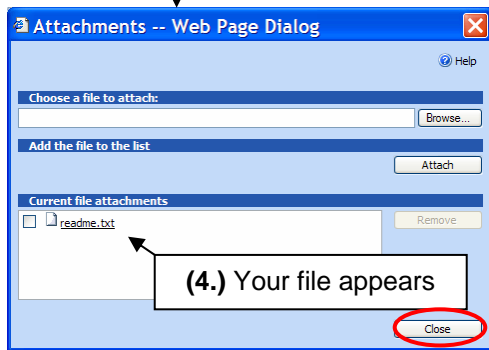 Attachments -- Web Page Dialog
Help
Choose a file to attach:
Browse...
Add the file to the list
Attach
Current file attachments
readme.txt
Remove
(4.) Your file appears
Close